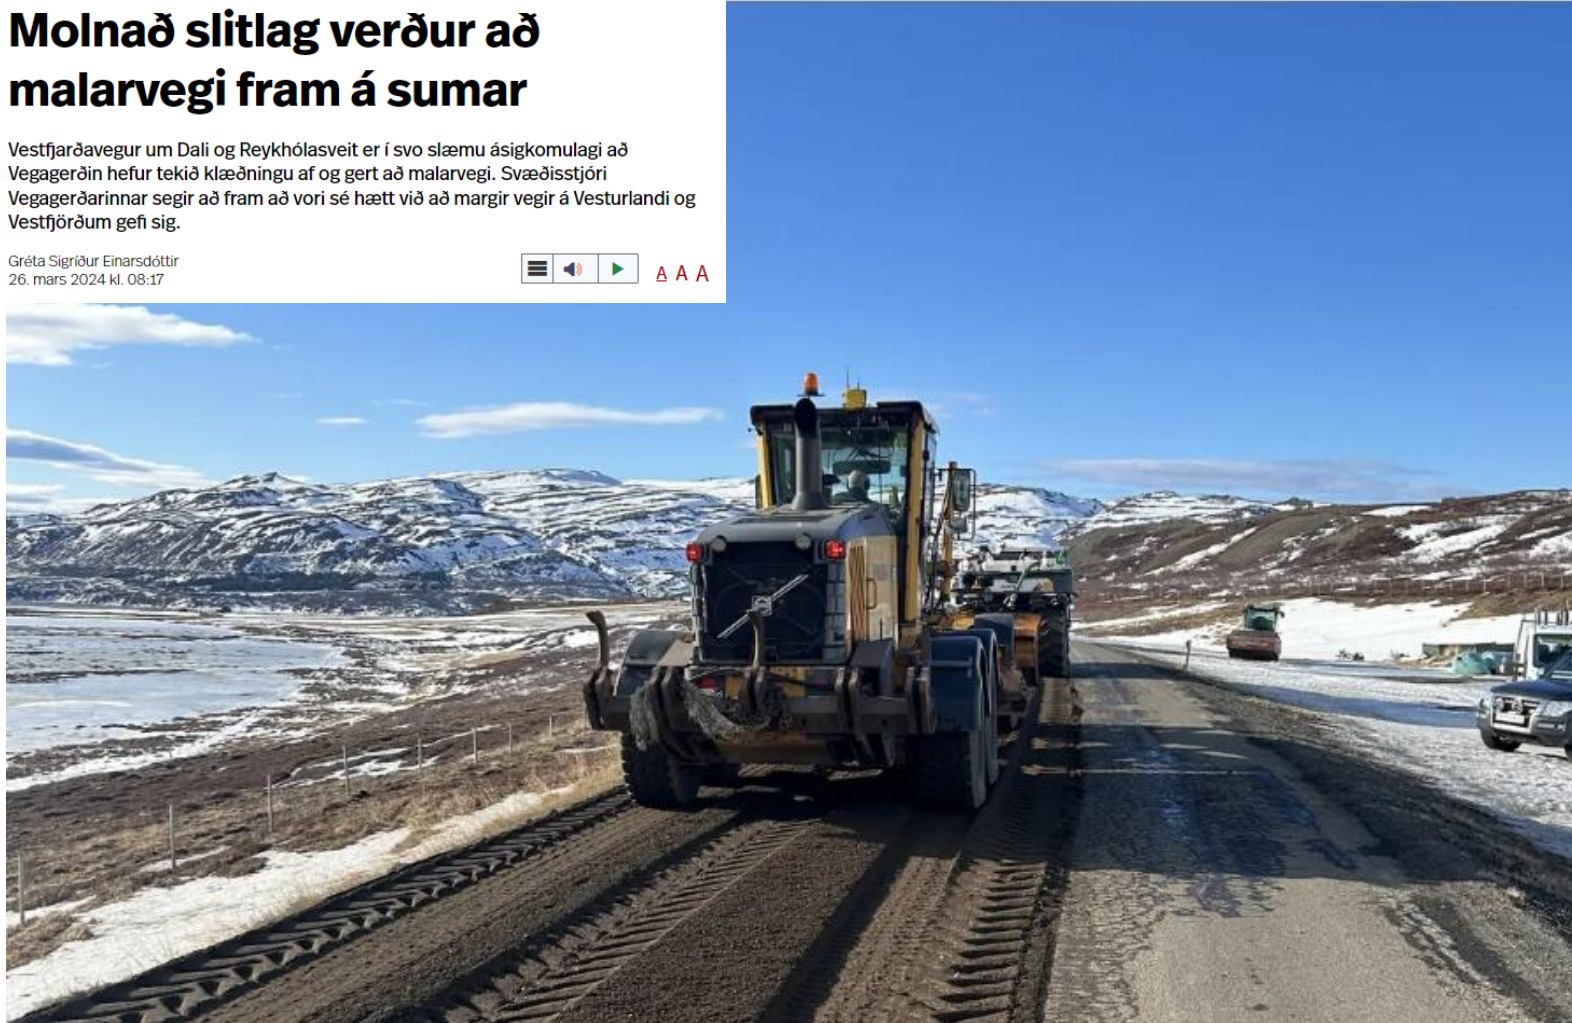 Molnað slitlag verður að
malarvegi fram á sumar
Vestfjarðavegur um Dali og Reykhólasveit er í svo slæmu ásigkomulagi að
Vegagerðin hefur tekið klæðningu af og gert að malarvegi. Svæðisstjóri
Vegagerðarinnar segir að fram að vori sé hætt við að margir vegir á Vesturlandi og
Vestfjörðum gefi sig.
Gréta Sigríður Einarsdóttir
26. mars 2024 kl. 08:17
A A A